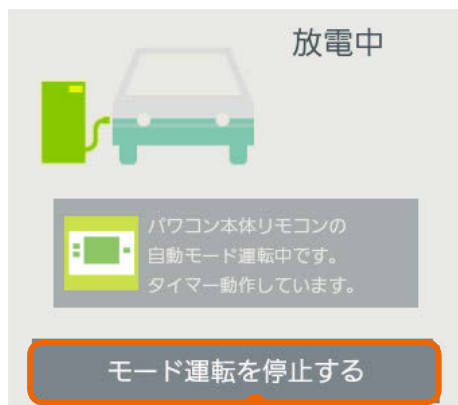 放電中
パワコン本体リモコンの
自動モード運転中です。
タイマー動作しています。
モード運転を停止する